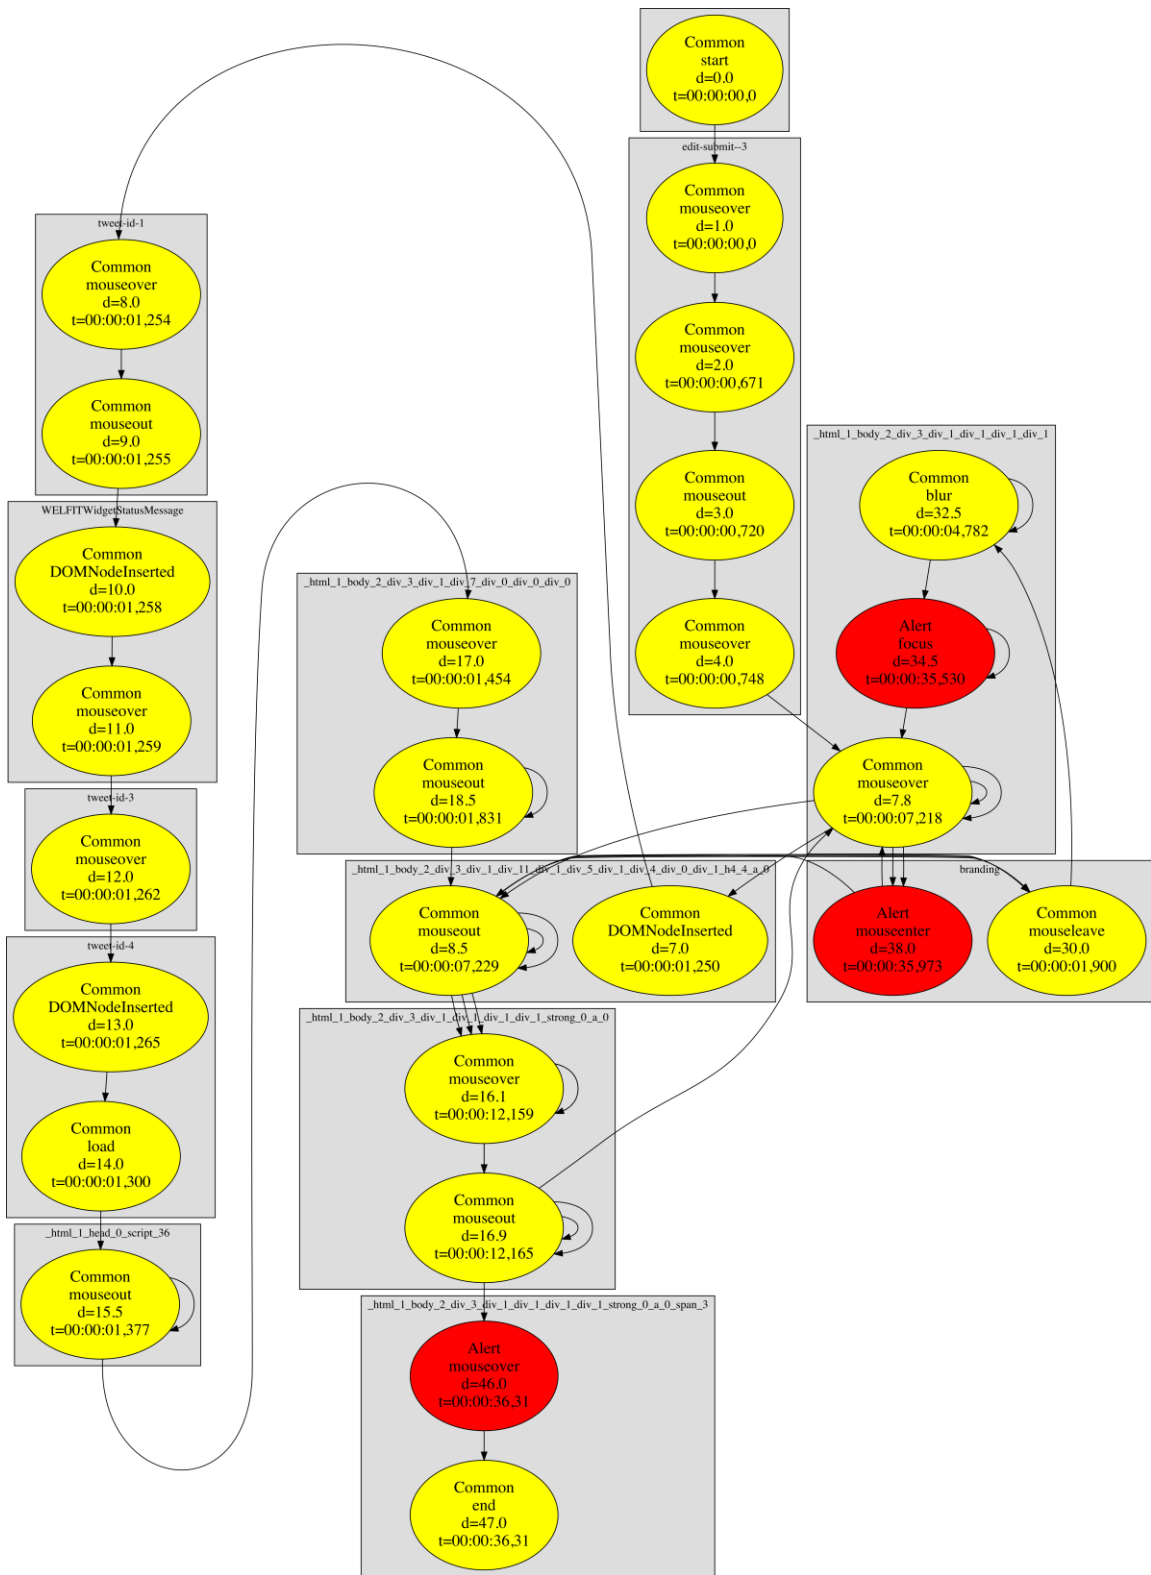 Common
start
d=0.0
t=00:00:00,0
edit-submit--3
Common
mouseover
d=1.0
t=00:00:00,0
Common
mouseover
d=2.0
t=00:00:00,671
Common
mouseout
d=3.0
t=00:00:00,720
Common
mouseover
d=4.0
t=00:00:00,748
tweet-id-1
Common
mouseover
d=8.0
t=00:00:01,254
Common
mouseout
d=9.0
t=00:00:01,255
WELFITWidgetStatusMessage
Common
DOMNodeInserted
d=10.0
t=00:00:01,258
Common
mouseover
d=11.0
t=00:00:01,259
tweet-id-3
Common
mouseover
d=12.0
t=00:00:01,262
tweet-id-4
Common
DOMNodeInserted
d=13.0
t=00:00:01,265
Common
load
d=14.0
t=00:00:01,300
_html_1_head_0_script_36
Common
mouseout
d=15.5
t=00:00:01,377
_html_1_body_2_div_3_div_1_div_7_div_0_div_0_div_0
Common
mouseover
d=17.0
t=00:00:01,454
Common
mouseout
d=18.5
t=00:00:01,831
_html_1_body_2_div_3_div_1_div_1_div_1_div_1
Common
blur
d=32.5
t=00:00:04,782
Alert
focus
d=34.5
t=00:00:35,530
Common
mouseover
d=7.8
t=00:00:07,218
_html_1_body_2_div_3_div_1_div_11_div_1_div_5_div_1_div_4_div_0_div_1_h4_4_a_0
Common
mouseout
d=8.5
t=00:00:07,229
Common
DOMNodeInserted
d=7.0
t=00:00:01,250
branding
Alert
mouseenter
d=38.0
t=00:00:35,973
Common
mouseleave
d=30.0
t=00:00:01,900
_html_1_body_2_div_3_div_1_div_1_div_1_div_1_strong_0_a_0
Common
mouseover
d=16.1
t=00:00:12,159
Common
mouseout
d=16.9
t=00:00:12,165
_html_1_body_2_div_3_div_1_div_1_div_1_div_1_strong_0_a_0_span_3
Alert
mouseover
d=46.0
t=00:00:36,31
Common
end
d=47.0
t=00:00:36,31